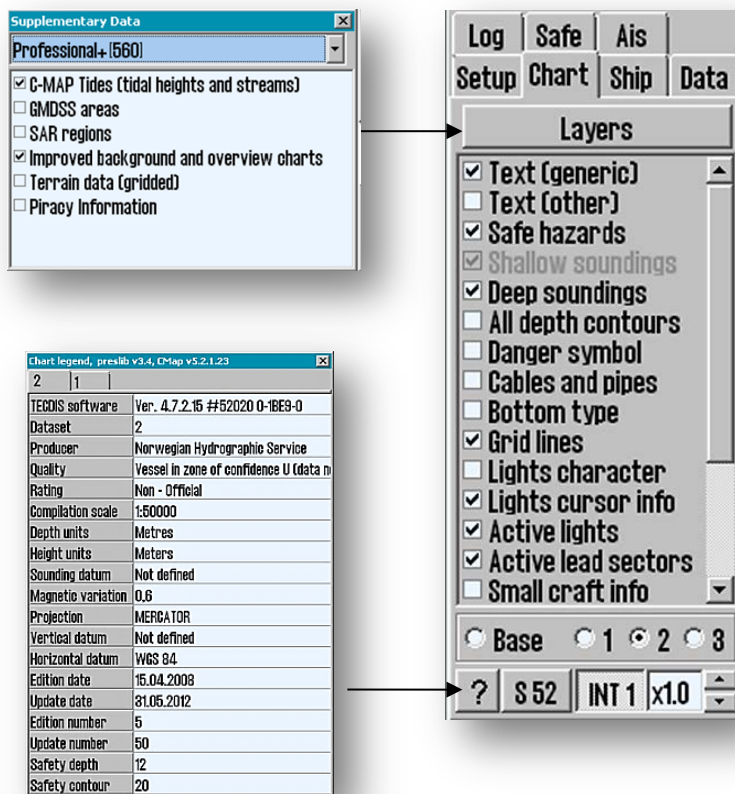 Supplementary Data
Professional+ [560]
C-MAP Tides (tidal heights and streams)
GMDSS areas
SAR regions
Improved background and overview charts
Terrain data (gridded)
Piracy Information
Log Safe Ais
Setup Chart Ship Data
Layers
Text (generic)
Text (other)
Safe hazards
Shallow soundings
Deep soundings
All depth contours
Danger symbol
Cables and pipes
Bottom type
Grid lines
Lights character
Lights cursor info
Active lights
Active lead sectors
Small craft info
Base 1 2 3
? S 52 INT 1 x1.0
Chart legend, preslib v3.4, CMap v5.2.1.23
2 1
TECDIS software Ver. 4.7.2.15 ##52020 0-1BE9-0
Dataset 2
Producer Norwegian Hydrographic Service
Quality Vessel in zone of confidence U (data
Rating Non - Official
Compilation scale 1:50000
Depth units Metres
Height units Meters
Sounding datum Not defined
Magnetic variation 0,6
Projection MERCATOR
Vertical datum Not defined
Horizontal datum WGS 84
Edition date 15.04.2008
Update date 31.05.2012
Edition number 5
Update number 50
Safety depth 12
Safety contour 20